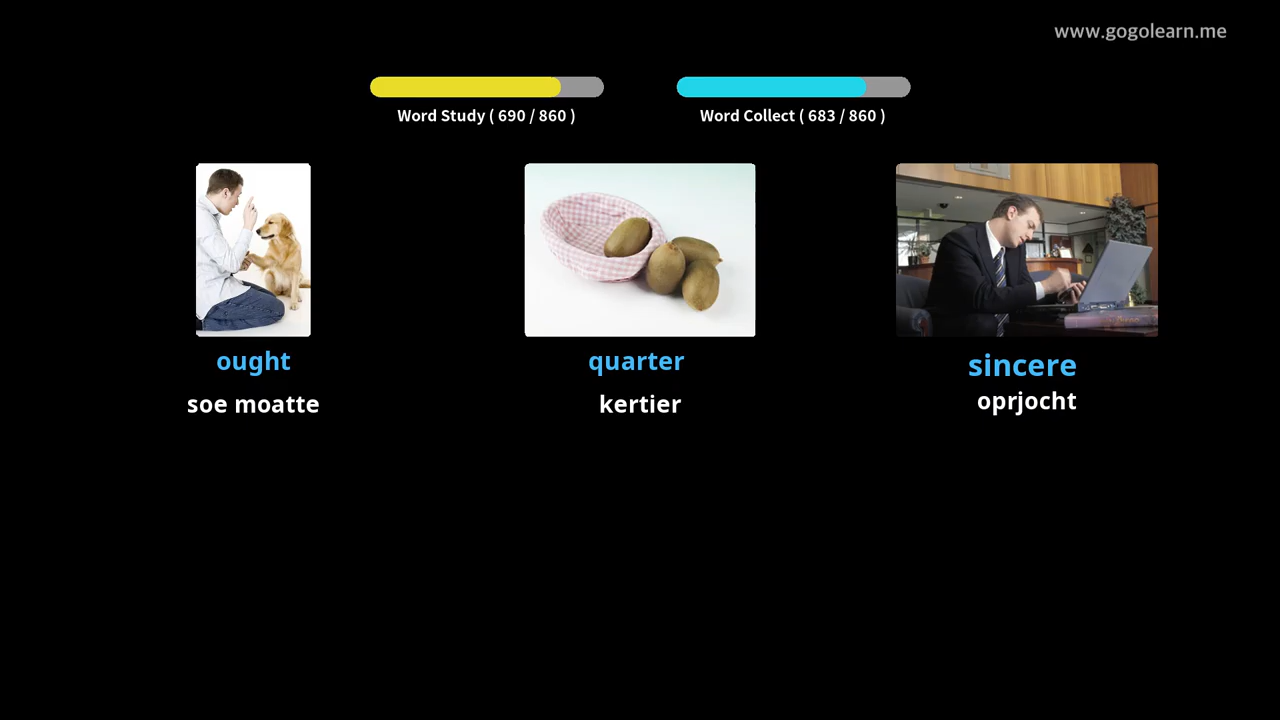 www.gogolearn.me
Word Study ( 690 / 860 )
Word Collect ( 683 / 860 )
ought
quarter
sincere
soe moatte
kertier
oprjocht